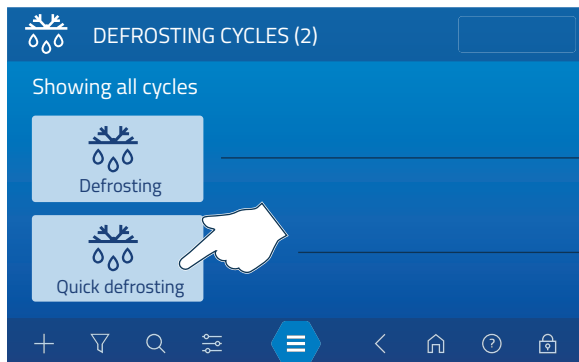 DEFROSTING CYCLES (2)
Showing all cycles
Defrosting
Quick defrosting
?